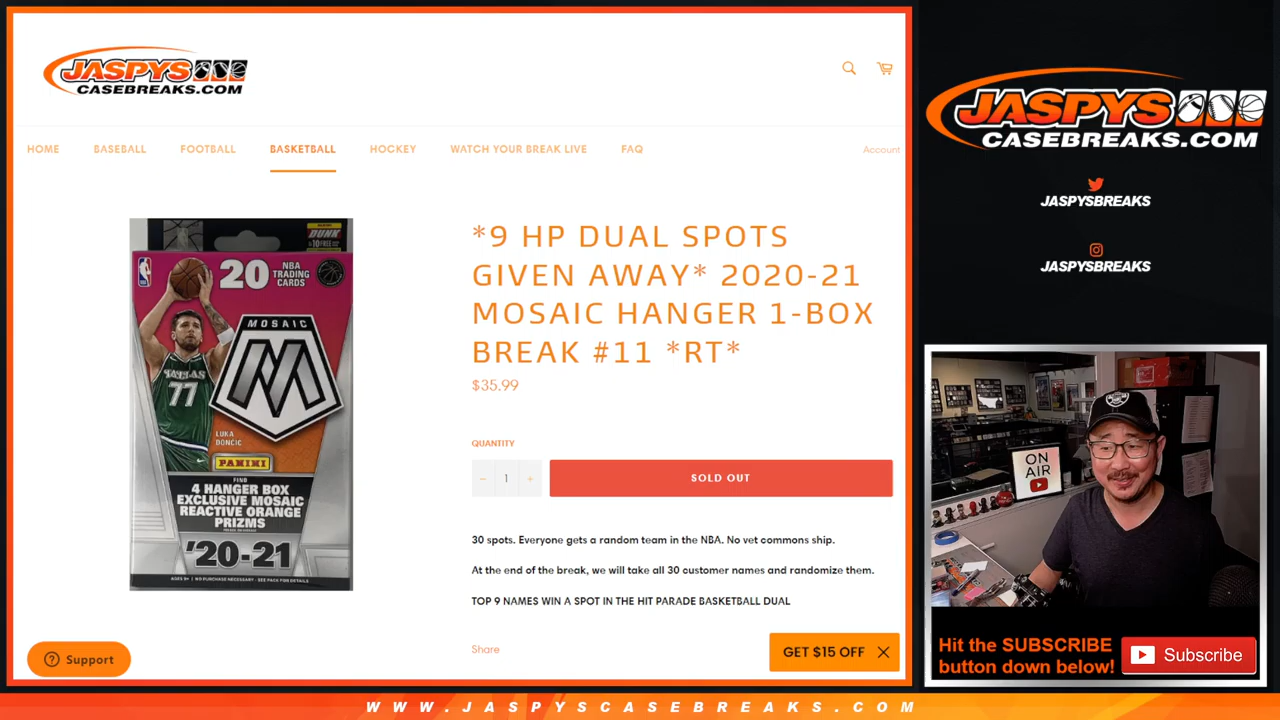 JASPYS
CASEBREAKS.COM
HOME
BASEBALL
FOOTBALL
BASKETBALL
HOCKEY
WATCH YOUR BREAK LIVE
FAQ
Account
DUNK
20
NBA
TRADING
CARDS
MOSAIC
M
77
LUKA
DONČIĆ
PANINI
FIND
4 HANGER BOX
EXCLUSIVE MOSAIC
REACTIVE ORANGE
PRIZMS
'20-21
*9 HP DUAL SPOTS
GIVEN AWAY* 2020-21
MOSAIC HANGER 1-BOX
BREAK #11 *RT*
$35.99
QUANTITY
− 1 +
SOLD OUT
30 spots. Everyone gets a random team in the NBA. No vet commons ship.
At the end of the break, we will take all 30 customer names and randomize them.
TOP 9 NAMES WIN A SPOT IN THE HIT PARADE BASKETBALL DUAL
Share
Support
GET $15 OFF
JASPYS
CASEBREAKS.COM
JASPYSBREAKS
JASPYSBREAKS
ON
AIR
Hit the SUBSCRIBE
button down below!
Subscribe
WWW.JASPYSCASEBREAKS.COM